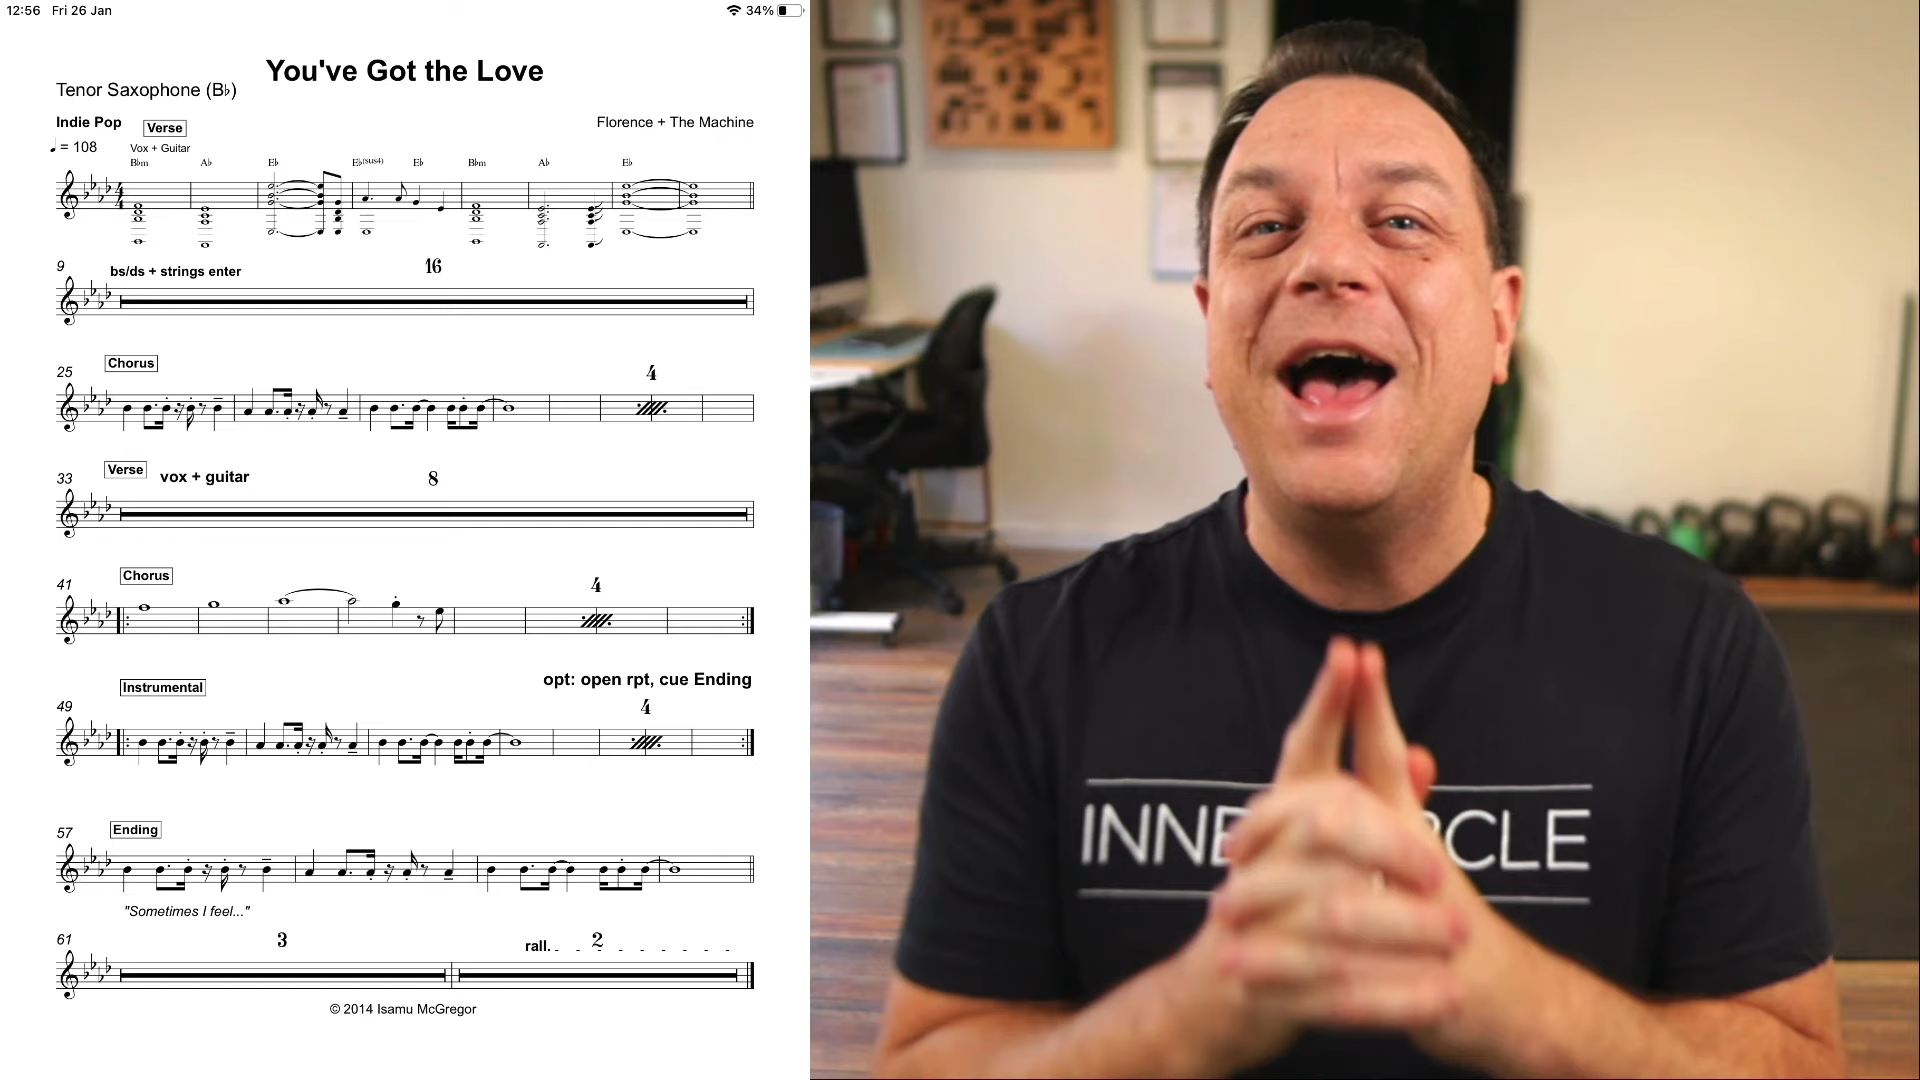 12:56 Fri 26 Jan 34%
You've Got the Love
Tenor Saxophone (B♭)
Indie Pop Verse Florence + The Machine
♩ = 108 Vox + Guitar
B♭m A♭ E♭ E♭(sus4) E♭ B♭m A♭ E♭
4
4
9 bs/ds + strings enter 16
Chorus
25 4
Verse vox + guitar 8
33
Chorus
41 4
Instrumental opt: open rpt, cue Ending
49 4
Ending
57
"Sometimes I feel..."
61 3 rall. 2
© 2014 Isamu McGregor